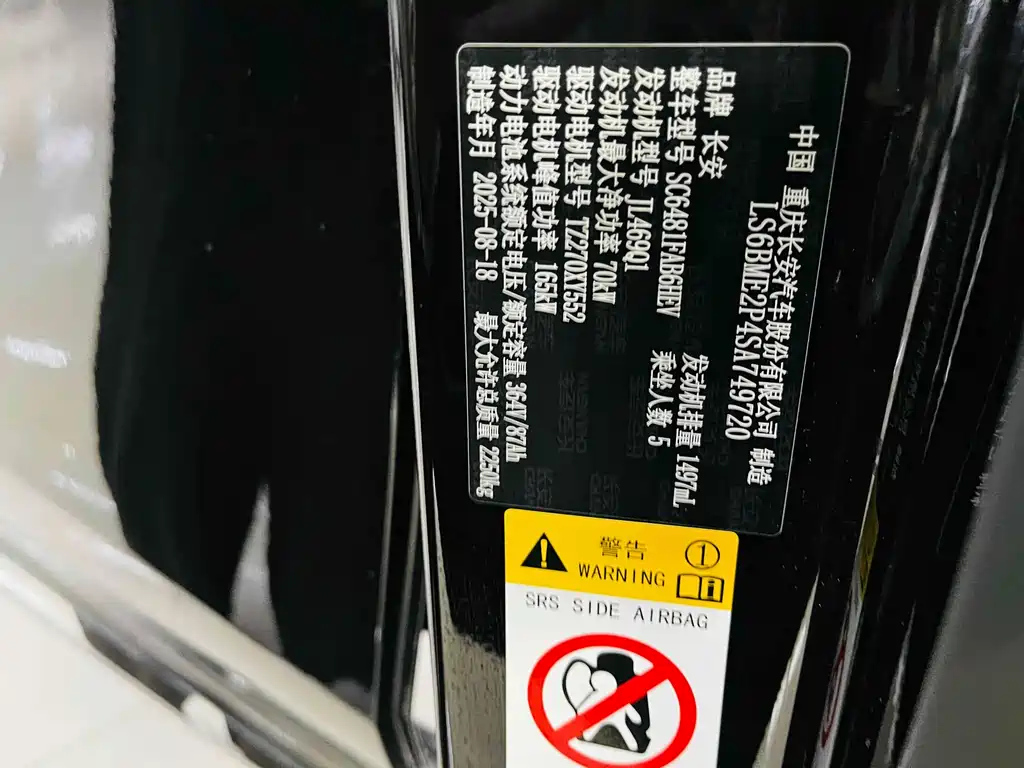 中国 重庆长安汽车股份有限公司 制造
LS6BME2P4SA749720
品牌 长安
整车型号 SC6481FAB6HEV 发动机排量 1497mL
发动机型号 JL469Q1 乘坐人数 5
发动机最大净功率 70kW
驱动电机型号 TZ270XY552
驱动电机峰值功率 165kW
动力电池系统额定电压/额定容量 364V/87Ah
制造年月 2025-08-18 最大允许总质量 2250kg
警告 1
WARNING
SRS SIDE AIRBAG